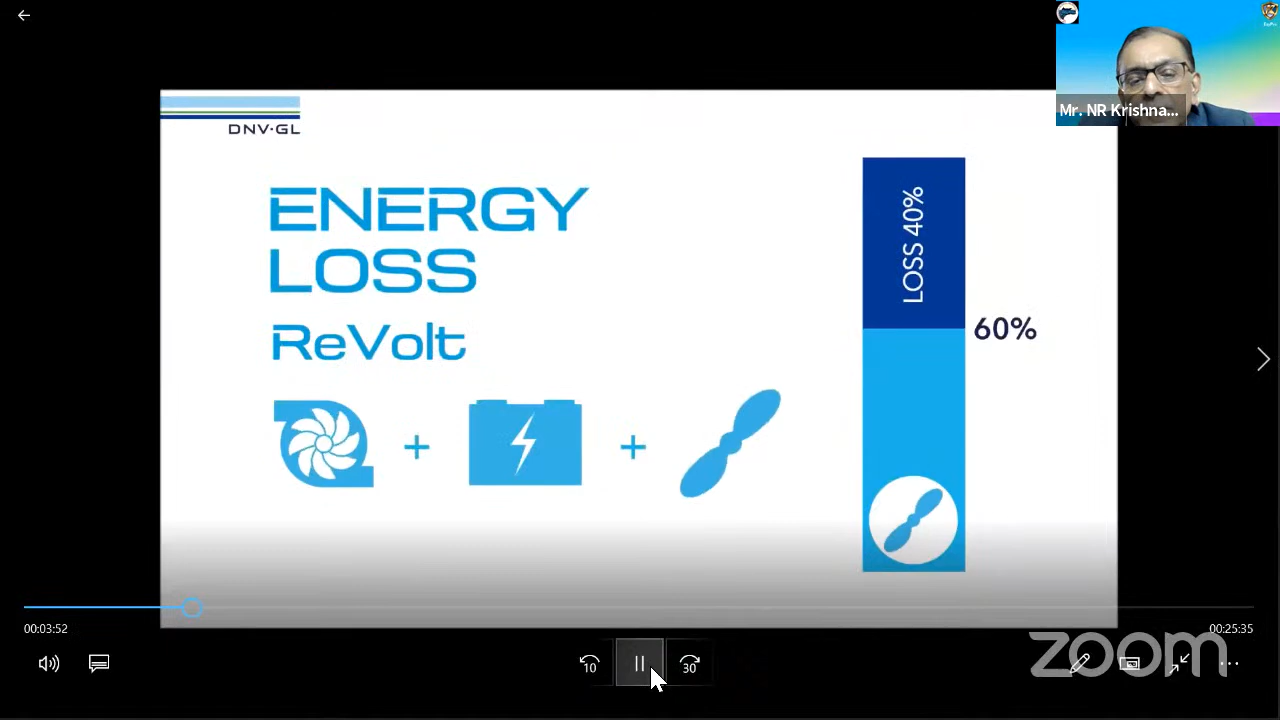 Mr. NR Krishna...
DNV·GL
ENERGY
LOSS
ReVolt
+
+
LOSS 40%
60%
00:03:52
00:25:35
10
30
zoom